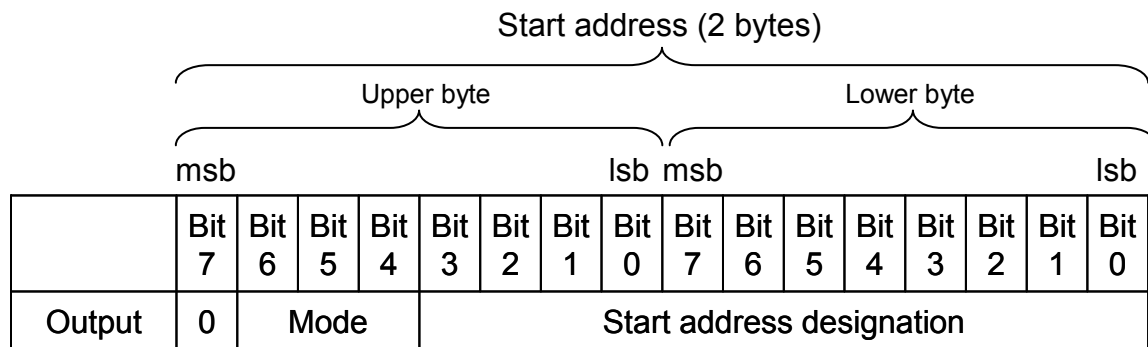 Start address (2 bytes)
Upper byte Lower byte
msb lsb msb lsb
Bit 7 Bit 6 Bit 5 Bit 4 Bit 3 Bit 2 Bit 1 Bit 0 Bit 7 Bit 6 Bit 5 Bit 4 Bit 3 Bit 2 Bit 1 Bit 0
Output 0 Mode Start address designation